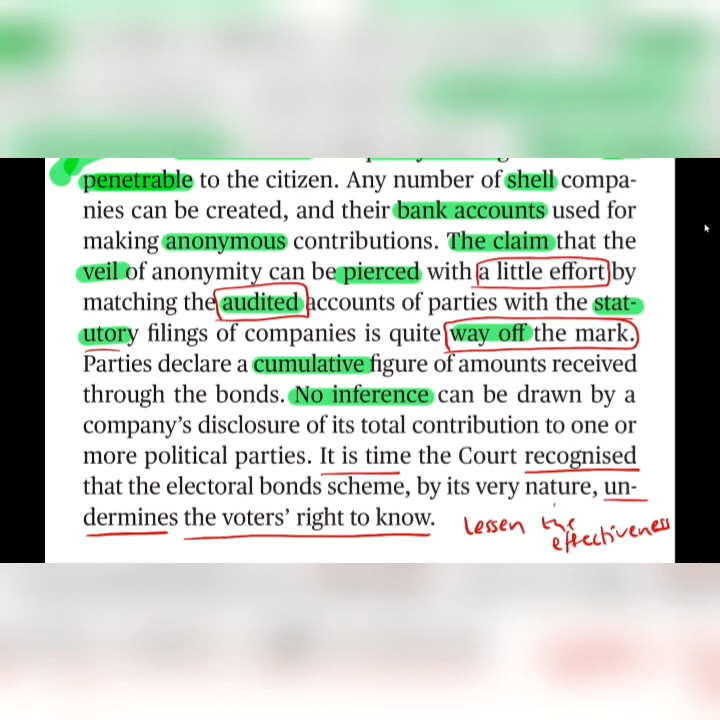 penetrable to the citizen. Any number of shell compa-
nies can be created, and their bank accounts used for
making anonymous contributions. The claim that the
veil of anonymity can be pierced with a little effort by
matching the audited accounts of parties with the stat-
utory filings of companies is quite way off the mark.
Parties declare a cumulative figure of amounts received
through the bonds. No inference can be drawn by a
company's disclosure of its total contribution to one or
more political parties. It is time the Court recognised
that the electoral bonds scheme, by its very nature, un-
dermines the voters' right to know.
lessen the
effectiveness